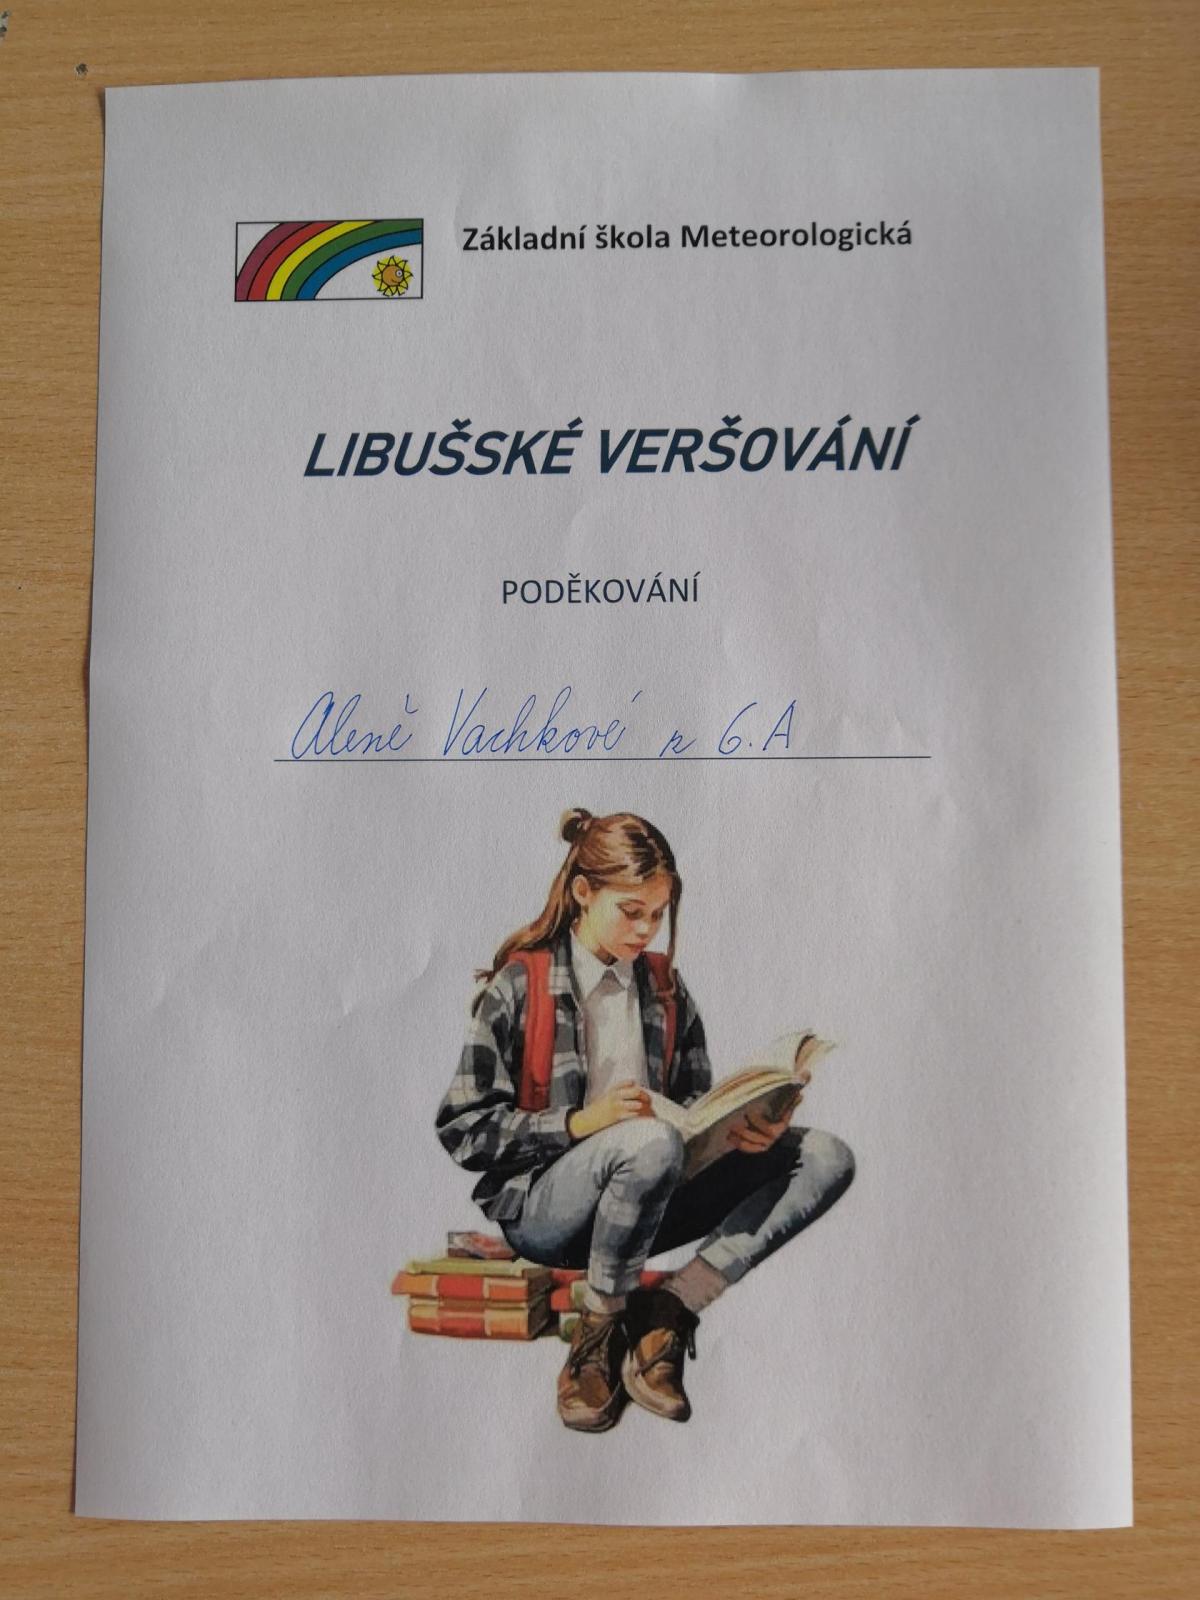 Základní škola Meteorologická
LIBUŠSKÉ VERŠOVÁNÍ
PODĚKOVÁNÍ
Aleně Vachkové z 6.A